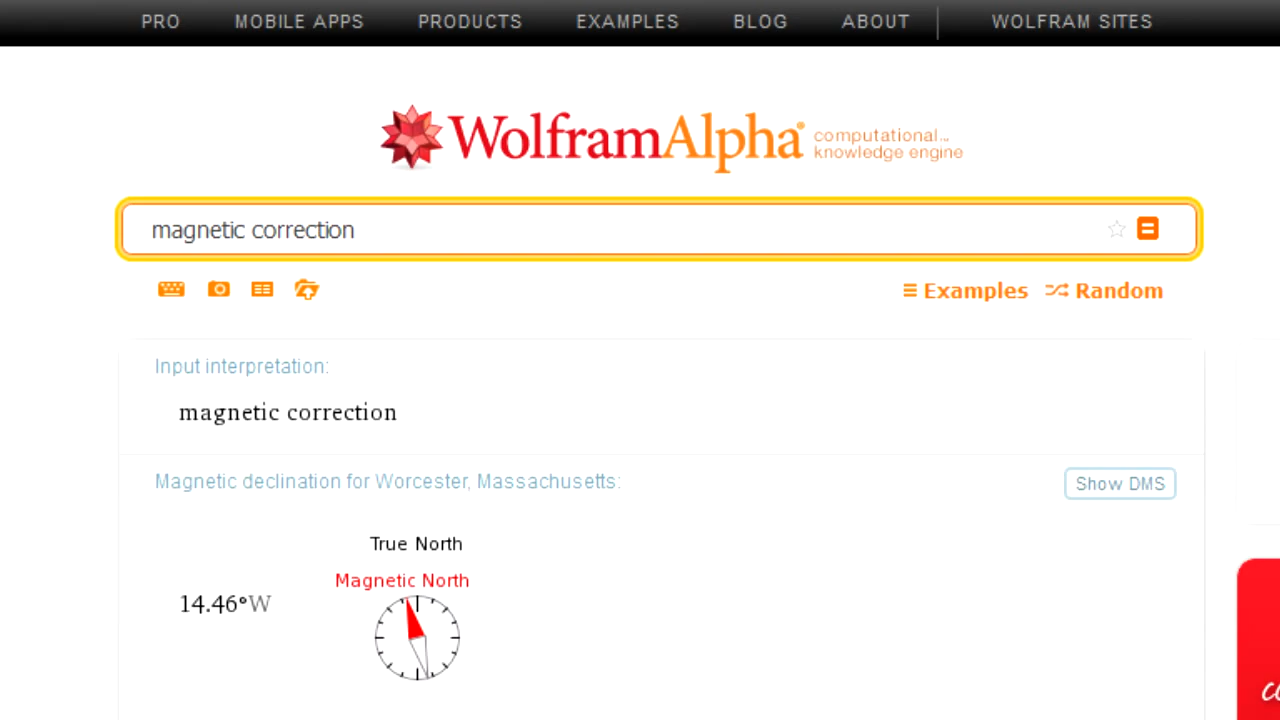 PRO MOBILE APPS PRODUCTS EXAMPLES BLOG ABOUT WOLFRAM SITES
WolframAlpha computational... knowledge engine
magnetic correction
Examples Random
Input interpretation:
magnetic correction
Magnetic declination for Worcester, Massachusetts:
Show DMS
True North
Magnetic North
14.46°W